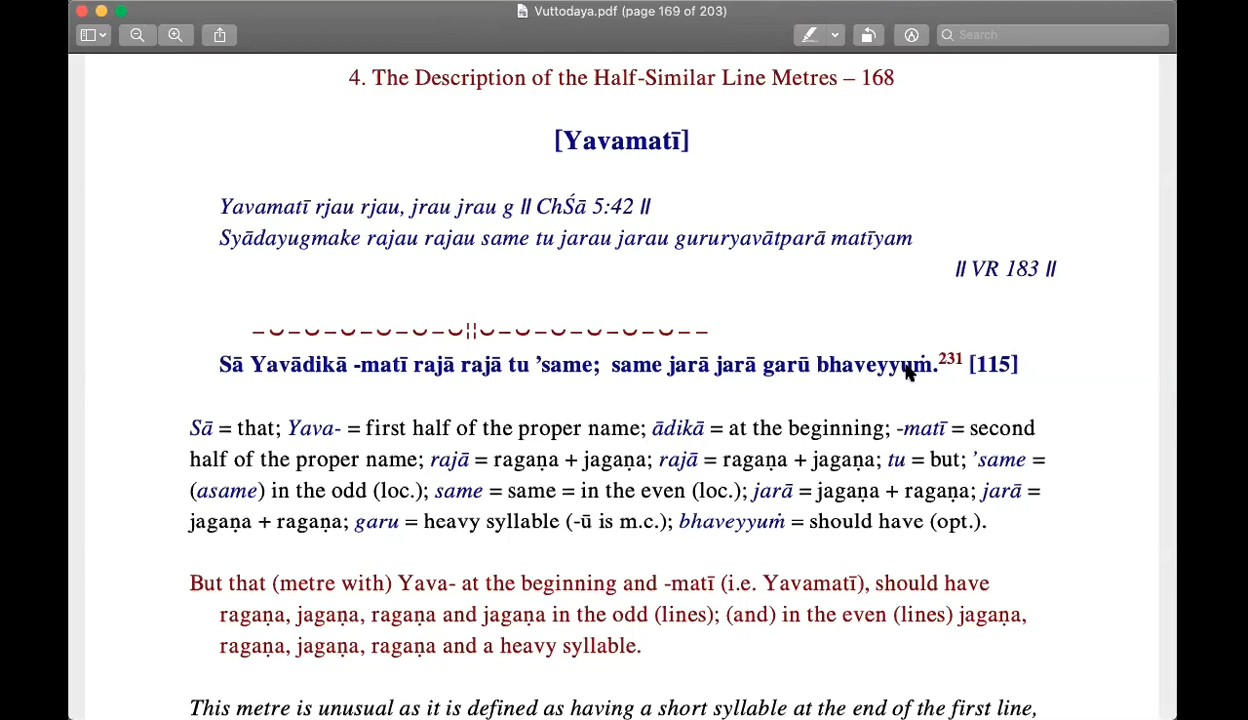 Vuttodaya.pdf (page 169 of 203)
Search
4. The Description of the Half-Similar Line Metres – 168
[Yavamatī]
Yavamatī rjau rjau, jrau jrau g ǁ ChŚā 5:42 ǁ
Syādayugmake rajau rajau same tu jarau jarau gururyavātparā matīyam
ǁ VR 183 ǁ
−⏑−⏑−⏑−⏑−⏑−⏑¦¦⏑−⏑−⏑−⏑−⏑−⏑−−
Sā Yavādikā -matī rajā rajā tu ’same; same jarā jarā garū bhaveyyuṁ.231 [115]
Sā = that; Yava- = first half of the proper name; ādikā = at the beginning; -matī = second
half of the proper name; rajā = ragaṇa + jagaṇa; rajā = ragaṇa + jagaṇa; tu = but; ’same =
(asame) in the odd (loc.); same = same = in the even (loc.); jarā = jagaṇa + ragaṇa; jarā =
jagaṇa + ragaṇa; garu = heavy syllable (-ū is m.c.); bhaveyyuṁ = should have (opt.).
But that (metre with) Yava- at the beginning and -matī (i.e. Yavamatī), should have
ragaṇa, jagaṇa, ragaṇa and jagaṇa in the odd (lines); (and) in the even (lines) jagaṇa,
ragaṇa, jagaṇa, ragaṇa and a heavy syllable.
This metre is unusual as it is defined as having a short syllable at the end of the first line,